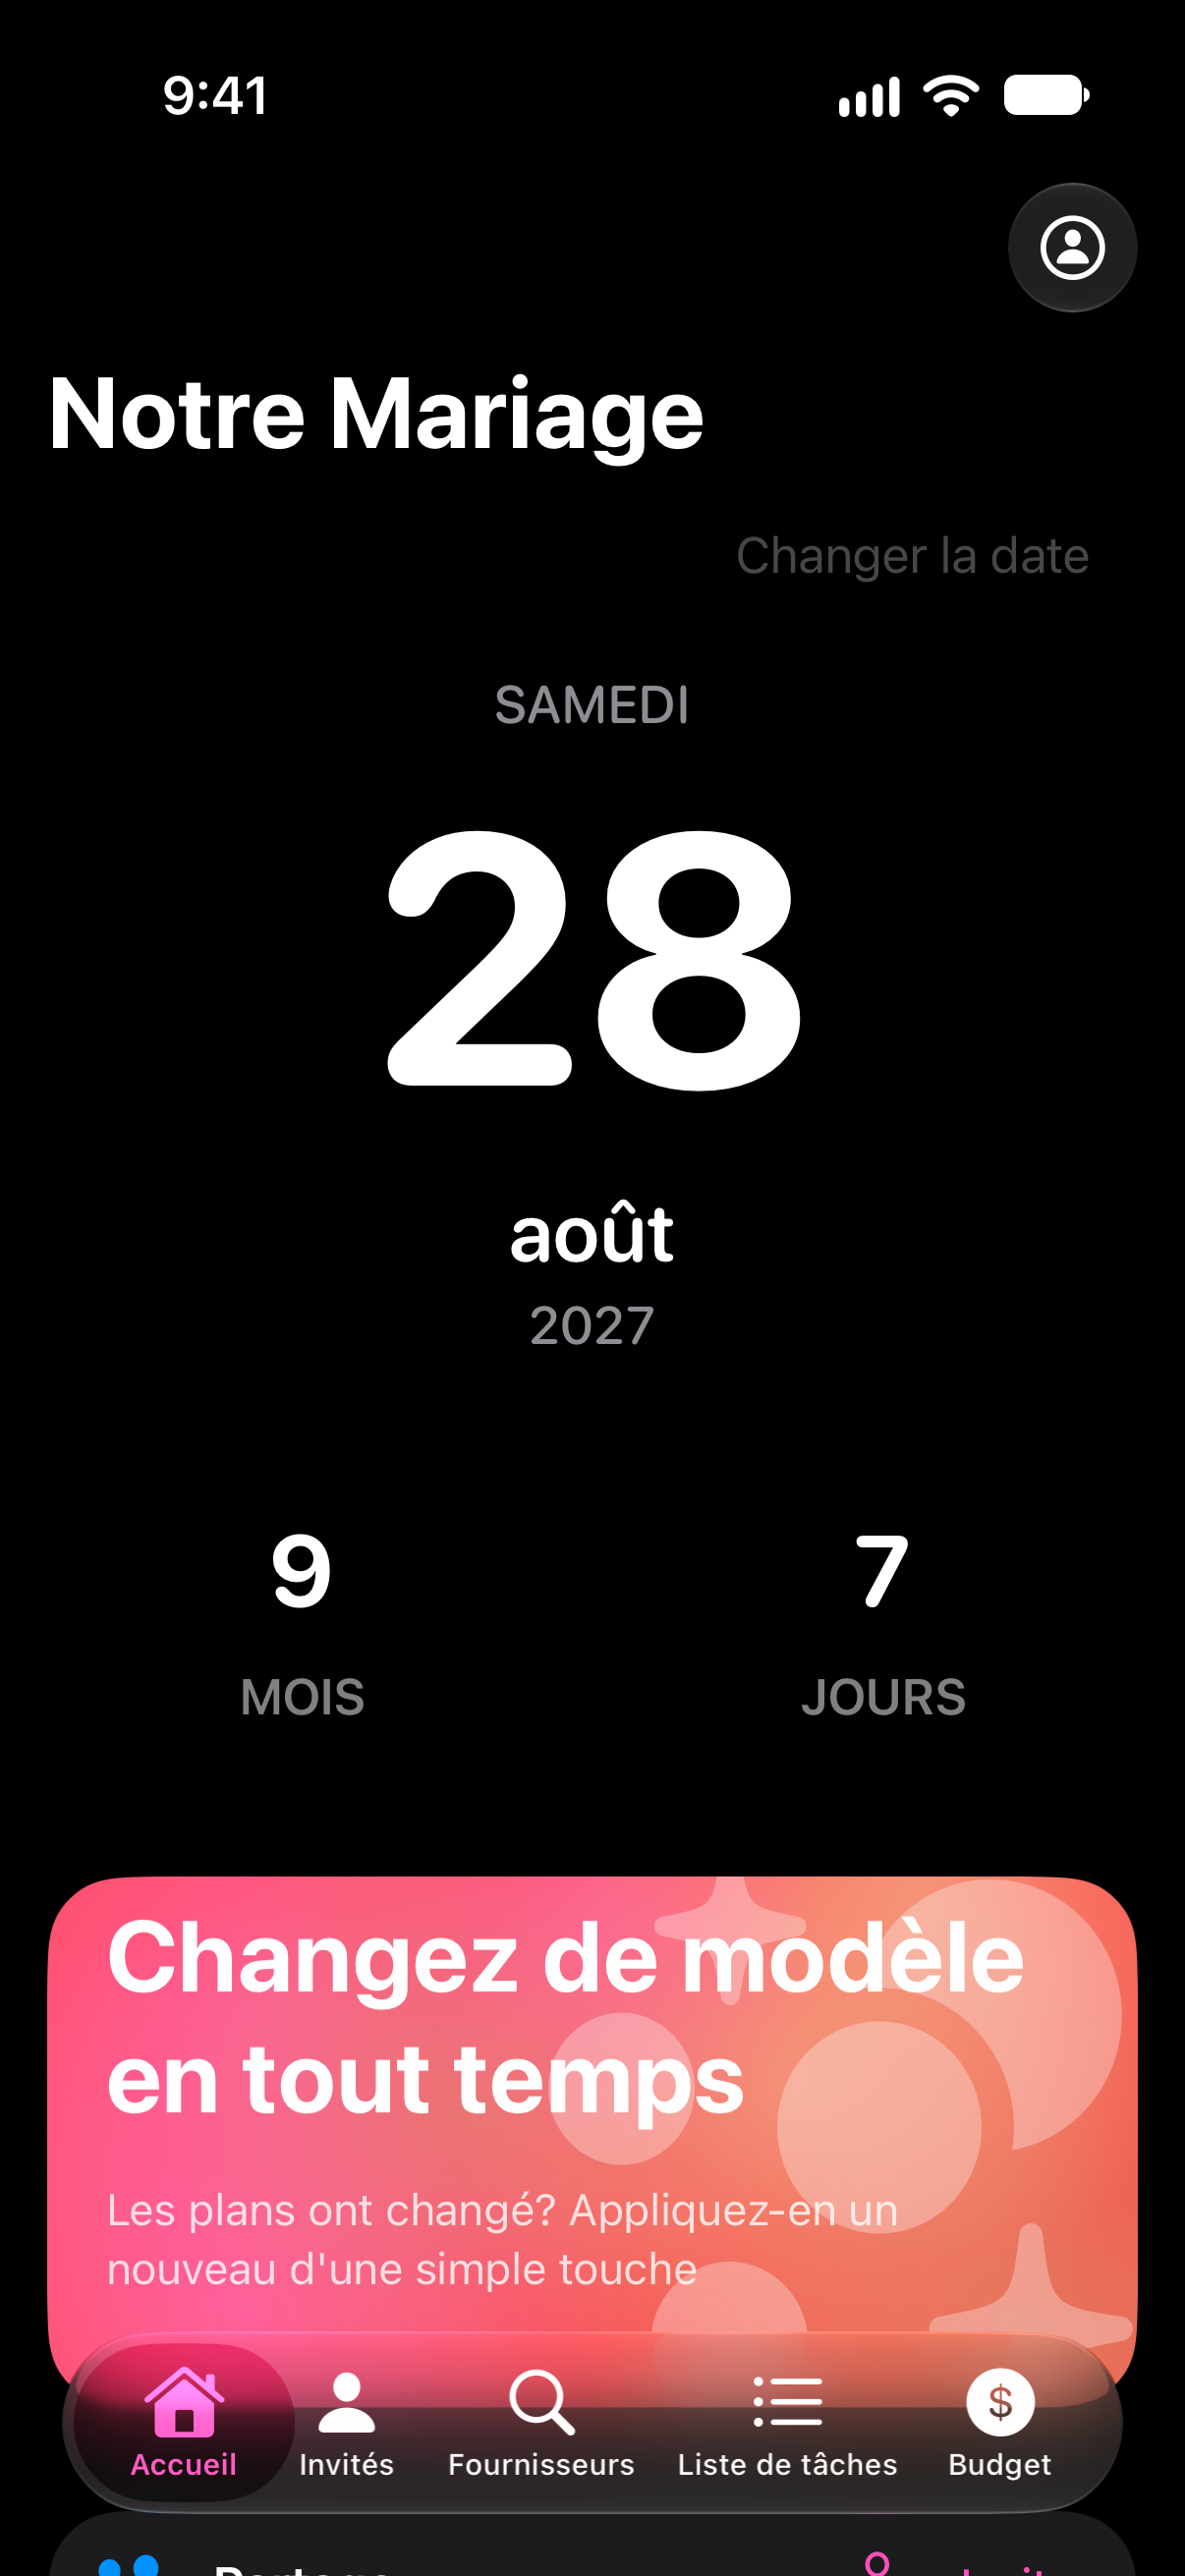 9:41
Notre Mariage
Changer la date
SAMEDI
28
août
2027
9
7
MOIS
JOURS
Changez de modèle
en tout temps
Les plans ont changé? Appliquez-en un
nouveau d'une simple touche
Accueil
Invités
Fournisseurs
Liste de tâches
$
Budget